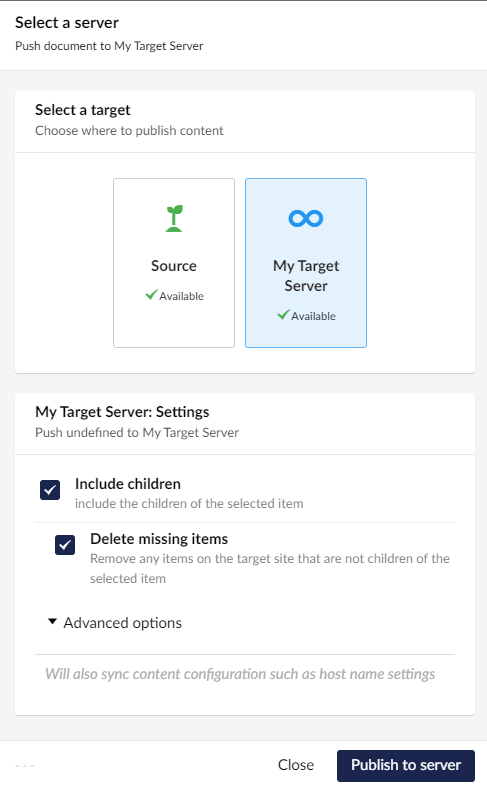 Select a server
Push document to My Target Server
Select a target
Choose where to publish content
Source
Available
My Target
Server
Available
My Target Server: Settings
Push undefined to My Target Server
Include children
include the children of the selected item
Delete missing items
Remove any items on the target site that are not children of the
selected item
Advanced options
Will also sync content configuration such as host name settings
---
Close
Publish to server